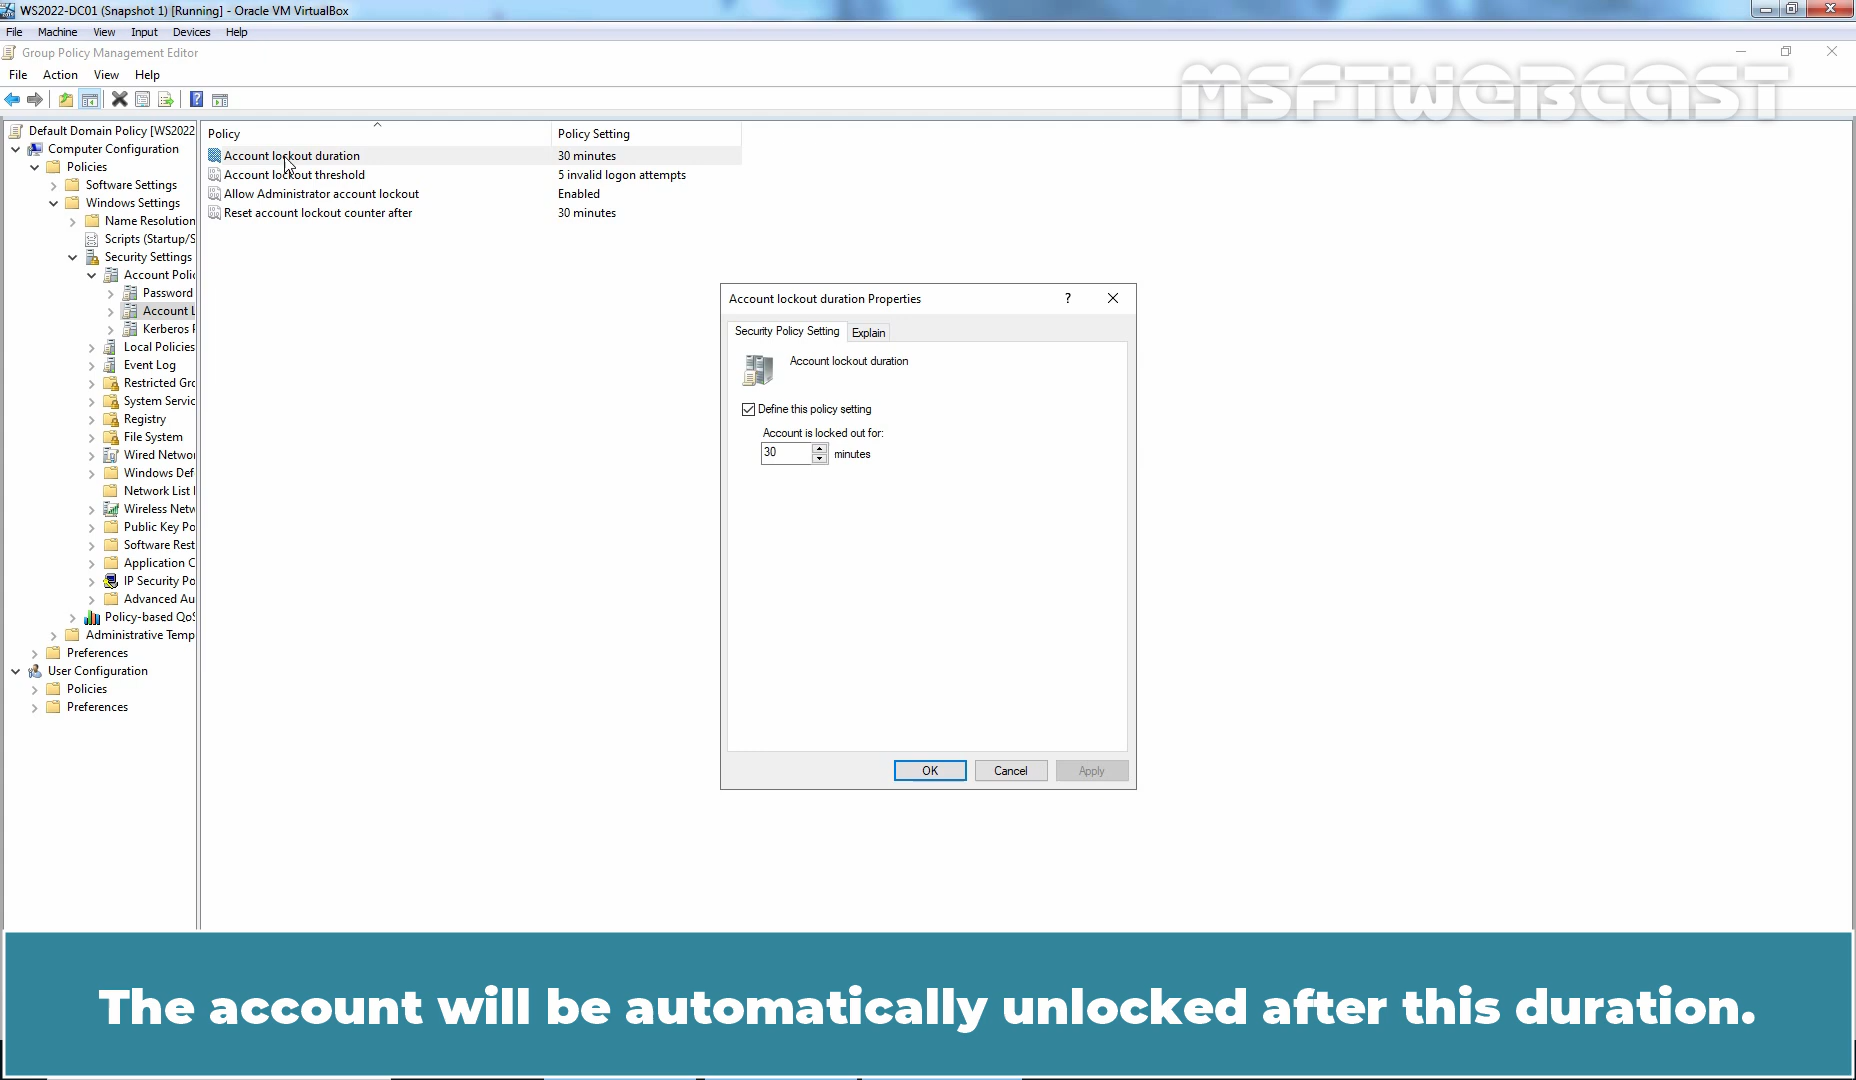 WS2022-DC01 (Snapshot 1) [Running] - Oracle VM VirtualBox
File Machine View Input Devices Help
Group Policy Management Editor
File Action View Help
MSFTWEBCAST
Default Domain Policy [WS2022
Computer Configuration
Policies
Software Settings
Windows Settings
Name Resolution
Scripts (Startup/S
Security Settings
Account Polic
Password
Account L
Kerberos P
Local Policies
Event Log
Restricted Gro
System Servic
Registry
File System
Wired Networ
Windows Def
Network List
Wireless Netw
Public Key Po
Software Rest
Application C
IP Security Po
Advanced Au
Policy-based QoS
Administrative Temp
Preferences
User Configuration
Policies
Preferences
Policy Policy Setting
Account lockout duration 30 minutes
Account lockout threshold 5 invalid logon attempts
Allow Administrator account lockout Enabled
Reset account lockout counter after 30 minutes
Account lockout duration Properties ?
Security Policy Setting Explain
Account lockout duration
Define this policy setting
Account is locked out for:
30 minutes
OK Cancel Apply
The account will be automatically unlocked after this duration.